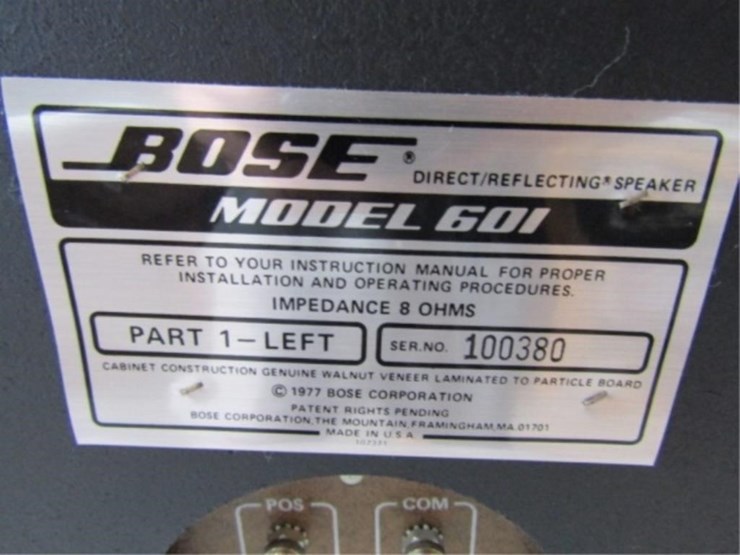 BOSE®
DIRECT/REFLECTING® SPEAKER
MODEL 601
REFER TO YOUR INSTRUCTION MANUAL FOR PROPER
INSTALLATION AND OPERATING PROCEDURES.
IMPEDANCE 8 OHMS
PART 1-LEFT
SER.NO. 100380
CABINET CONSTRUCTION GENUINE WALNUT VENEER LAMINATED TO PARTICLE BOARD
© 1977 BOSE CORPORATION
PATENT RIGHTS PENDING
BOSE CORPORATION, THE MOUNTAIN, FRAMINGHAM, MA. 01701
MADE IN U.S.A.
POS
COM